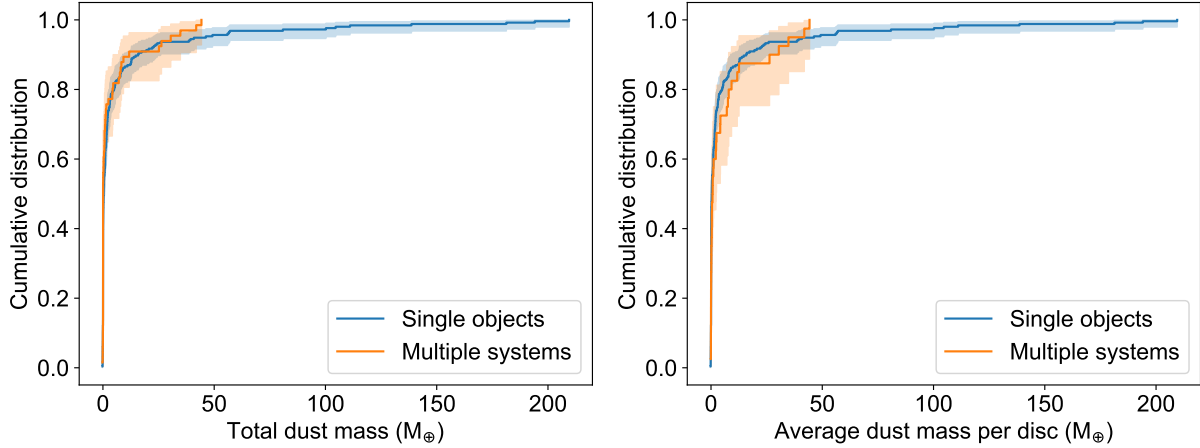 1.0
0.8
0.6
0.4
0.2
0.0
Cumulative distribution
0
50
100
150
200
Total dust mass (M⊕)
Single objects
Multiple systems
1.0
0.8
0.6
0.4
0.2
0.0
Cumulative distribution
0
50
100
150
200
Average dust mass per disc (M⊕)
Single objects
Multiple systems